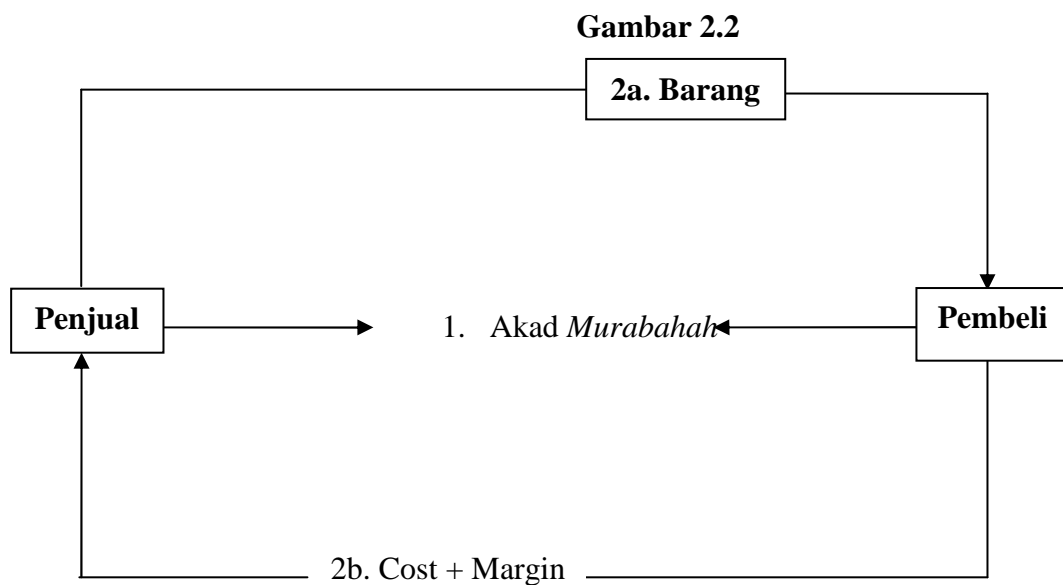 Gambar 2.2
2a. Barang
Penjual
1. Akad Murabahah
Pembeli
2b. Cost + Margin